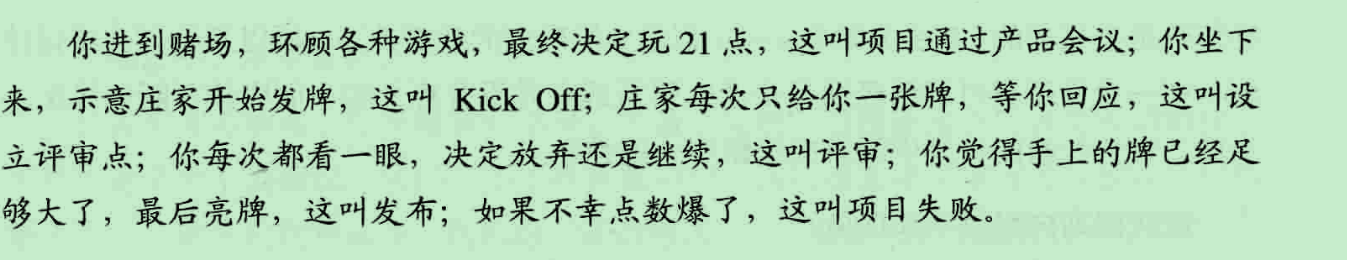 你进到赌场，环顾各种游戏，最终决定玩 21 点，这叫项目通过产品会议；你坐下
来，示意庄家开始发牌，这叫 Kick Off；庄家每次只给你一张牌，等你回应，这叫设
立评审点；你每次都看一眼，决定放弃还是继续，这叫评审；你觉得手上的牌已经足
够大了，最后亮牌，这叫发布；如果不幸点数爆了，这叫项目失败。